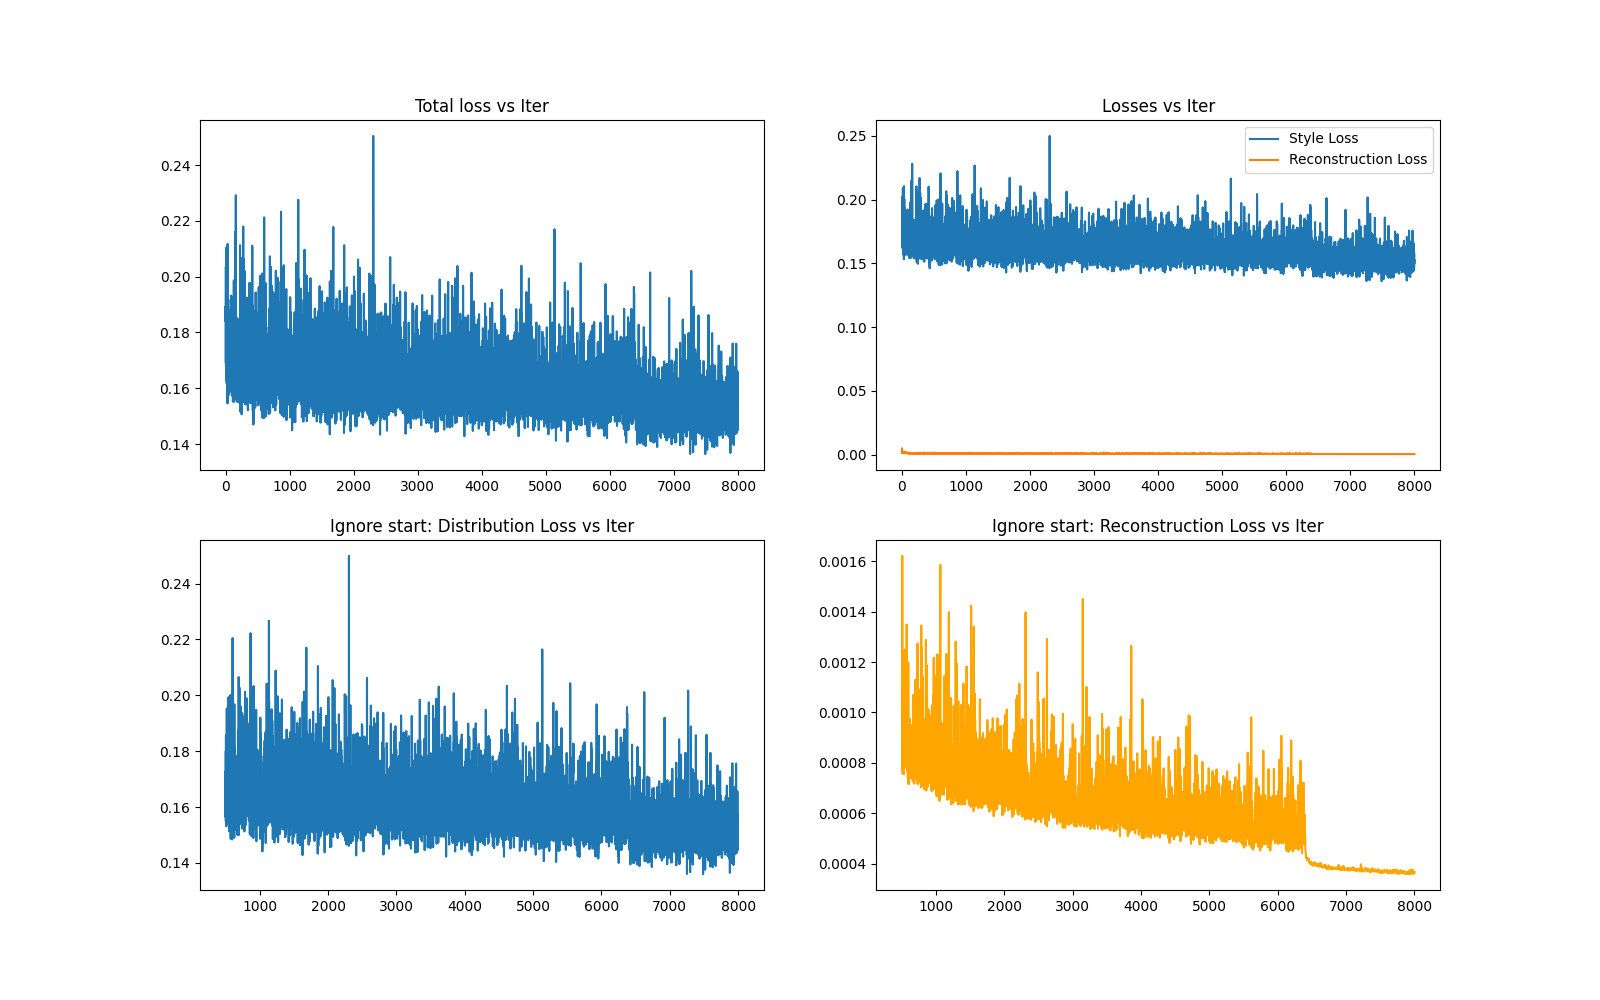 Total loss vs Iter
0.24
0.22
0.20
0.18
0.16
0.14
0 1000 2000 3000 4000 5000 6000 7000 8000
Losses vs Iter
Style Loss
Reconstruction Loss
0.25
0.20
0.15
0.10
0.05
0.00
0 1000 2000 3000 4000 5000 6000 7000 8000
Ignore start: Distribution Loss vs Iter
0.24
0.22
0.20
0.18
0.16
0.14
1000 2000 3000 4000 5000 6000 7000 8000
Ignore start: Reconstruction Loss vs Iter
0.0016
0.0014
0.0012
0.0010
0.0008
0.0006
0.0004
1000 2000 3000 4000 5000 6000 7000 8000